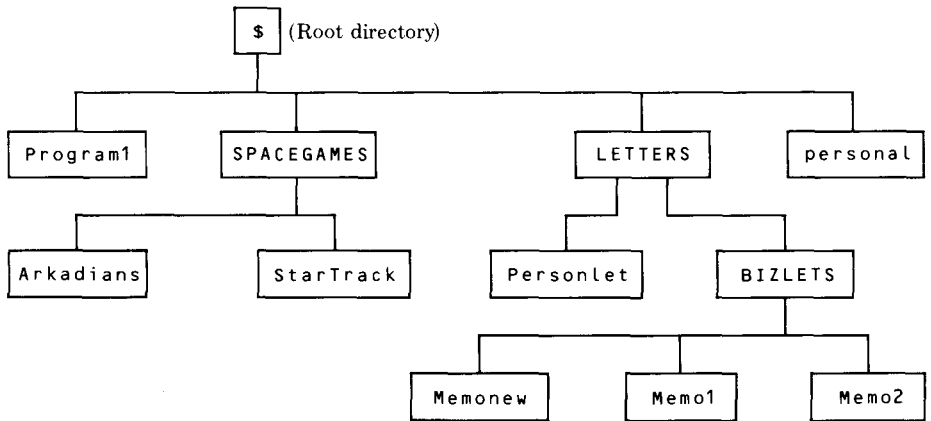 $ (Root directory)
Program1 SPACEGAMES LETTERS personal
Arkadians StarTrack Personlet BIZLETS
Memonew Memo1 Memo2